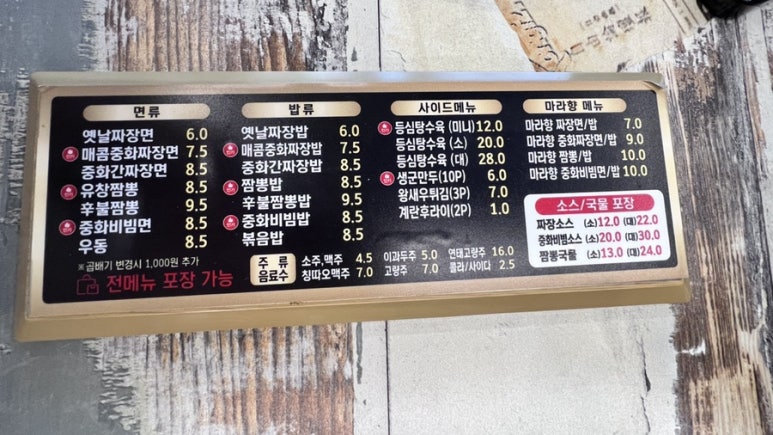 면류
옛날짜장면 6.0
매콤중화짜장면 7.5
중화간짜장면 8.5
유창짬뽕 8.5
후불짬뽕 9.5
중화비빔면 8.5
우동 8.5
※곱배기 변경시 1,000원 추가
전메뉴 포장 가능
밥류
옛날짜장밥 6.0
매콤중화짜장밥 7.5
중화간짜장밥 8.5
짬뽕밥 8.5
후불짬뽕밥 9.5
중화비빔밥 8.5
볶음밥 8.5
사이드메뉴
등심탕수육 (미니) 12.0
등심탕수육 (소) 20.0
등심탕수육 (대) 28.0
생군만두(10P) 6.0
왕새우튀김(3P) 7.0
계란후라이(2P) 1.0
마라향 메뉴
마라향 짜장면/밥 7.0
마라향 중화짜장면/밥 9.0
마라향 짬뽕/밥 10.0
마라향 중화비빔면/밥 10.0
소스/국물 포장
짜장소스 (소)12.0 (대)22.0
중화비빔소스 (소)20.0 (대)30.0
짬뽕국물 (소)13.0 (대)24.0
주류
음료수
소주,맥주 4.5 이과두주 5.0 연태고량주 16.0
칭따오맥주 7.0 고량주 7.0 콜라/사이다 2.5